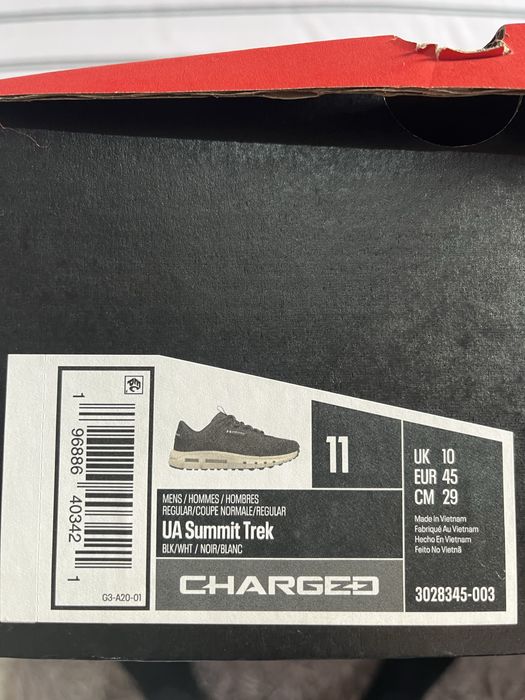 1 96886 40342 1
G3-A20-01
MENS / HOMMES / HOMBRES
REGULAR/COUPE NORMALE/REGULAR
UA Summit Trek
BLK/WHT / NOIR/BLANC
CHARGED
11
UK 10
EUR 45
CM 29
Made in Vietnam
Fabriqué Au Vietnam
Hecho En Vietnam
Feito No Vietnã
3028345-003